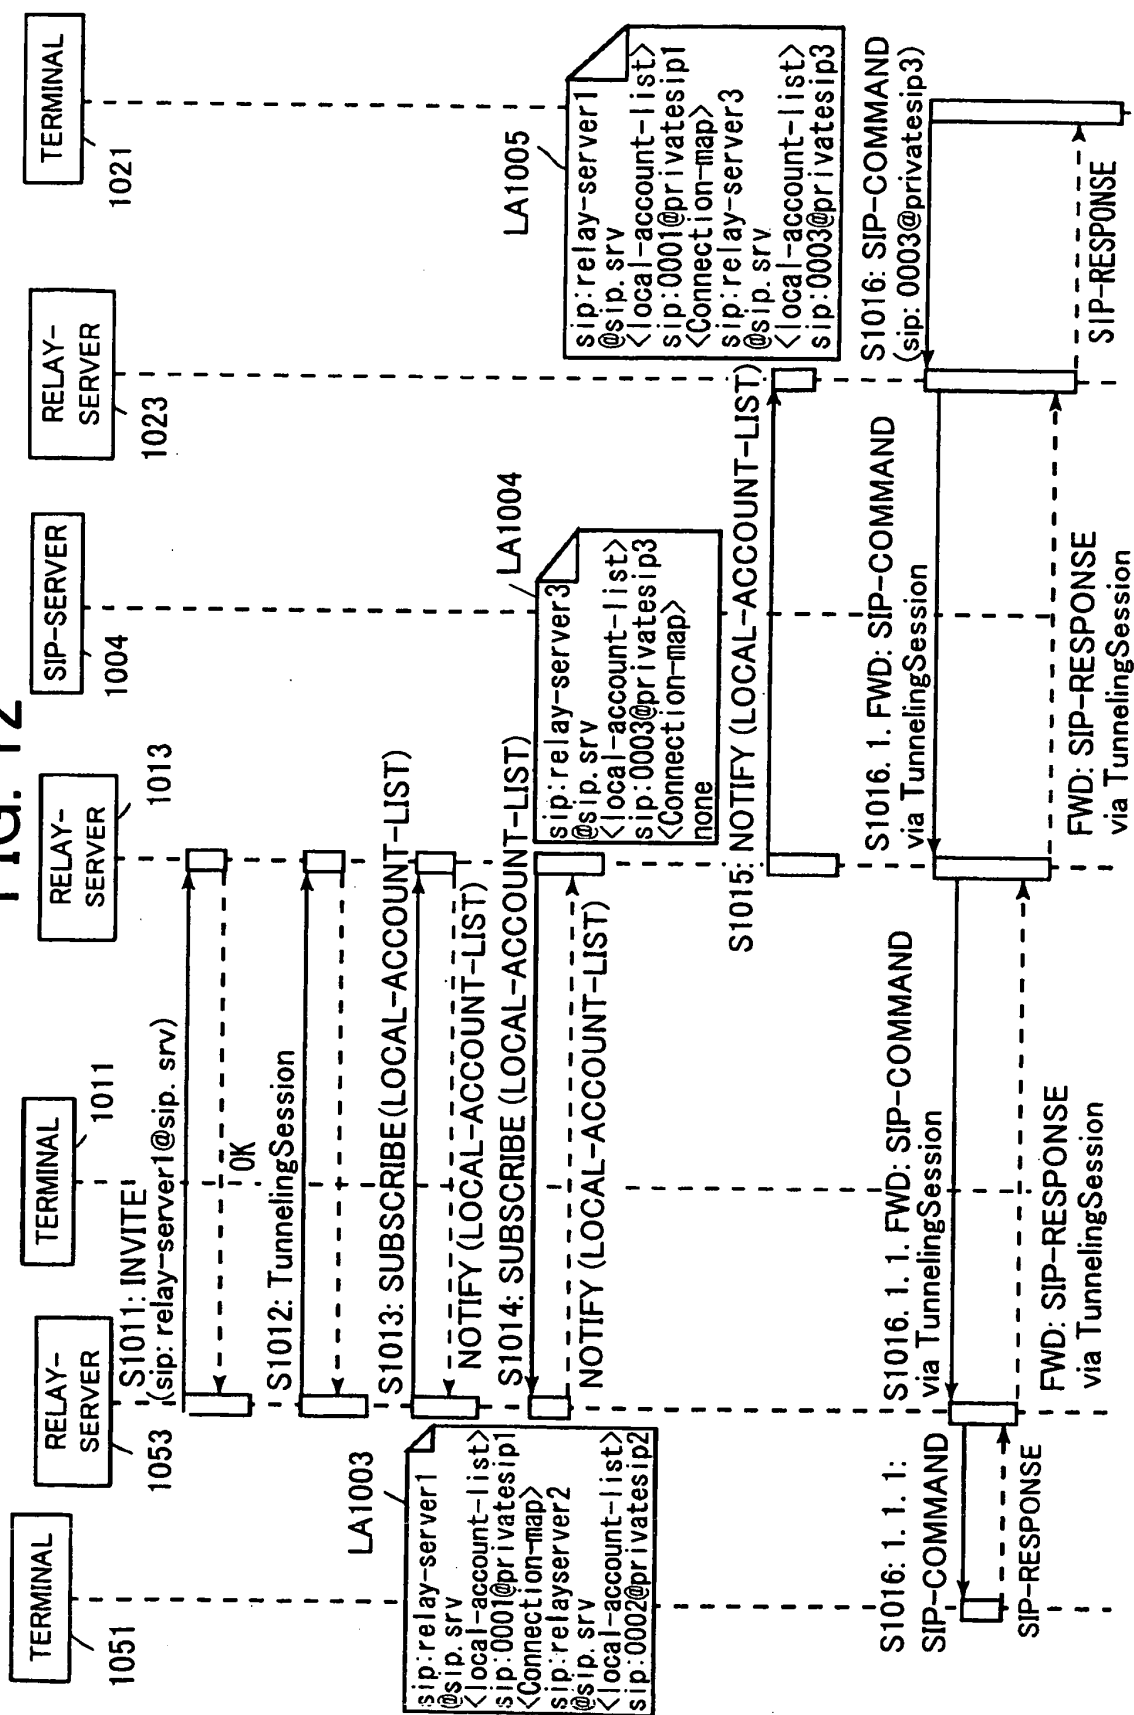 FIG. 12
TERMINAL
1051
RELAY-
SERVER
1053
TERMINAL
1011
RELAY-
SERVER
1013
SIP-SERVER
1004
RELAY-
SERVER
1023
TERMINAL
1021
S1011: INVITE
(sip: relay-server1@sip. srv)
OK
S1012: TunnelingSession
S1013: SUBSCRIBE (LOCAL-ACCOUNT-LIST)
NOTIFY (LOCAL-ACCOUNT-LIST)
LA1003
sip:relay-server1
@sip. srv
<local-account-list>
sip:0001@privatesip1
<Connection-map>
sip:relayserver2
@sip. srv
<local-account-list>
sip:0002@privatesip2
S1014: SUBSCRIBE (LOCAL-ACCOUNT-LIST)
NOTIFY (LOCAL-ACCOUNT-LIST)
LA1004
sip:relay-server3
@sip. srv
<local-account-list>
sip:0003@privatesip3
<Connection-map>
none
LA1005
sip:relay-server1
@sip. srv
<local-account-list>
sip:0001@privatesip1
<Connection-map>
sip:relay-server3
@sip. srv
<local-account-list>
sip:0003@privatesip3
S1015: NOTIFY (LOCAL-ACCOUNT-LIST)
S1016: SIP-COMMAND
(sip: 0003@privatesip3)
S1016. 1. FWD: SIP-COMMAND
via TunnelingSession
S1016. 1. 1. FWD: SIP-COMMAND
via TunnelingSession
S1016: 1. 1. 1:
SIP-COMMAND
SIP-RESPONSE
FWD: SIP-RESPONSE
via TunnelingSession
FWD: SIP-RESPONSE
via TunnelingSession
SIP-RESPONSE